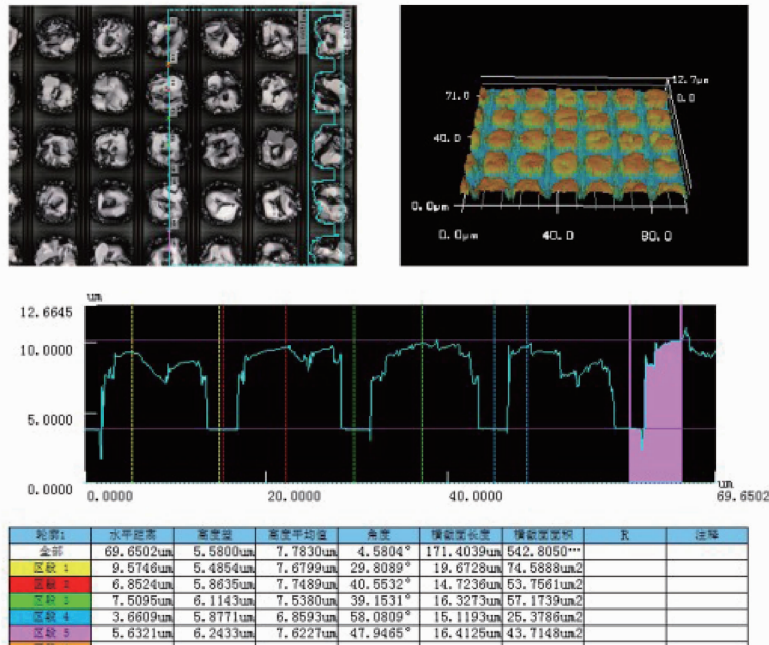 12.7μm
71.0
0.0
40.0
0.0μm
0.0μm 40.0 80.0
um
12.6645
10.0000
5.0000
um
0.0000 0.0000 20.0000 40.0000 69.6502
轮廓1 水平距离 高度差 高度平均值 角度 横截面长度 横截面面积 R 注释
全部 69.6502um 5.5800um 7.7830um 4.5804° 171.4039um 542.8050…
区段 1 9.5746um 5.4854um 7.6799um 29.8089° 19.6728um 74.5888um2
区段 2 6.8524um 5.8635um 7.7489um 40.5532° 14.7236um 53.7561um2
区段 3 7.5095um 6.1143um 7.5380um 39.1531° 16.3273um 57.1739um2
区段 4 3.6609um 5.8771um 6.8593um 58.0809° 15.1193um 25.3786um2
区段 5 5.6321um 6.2433um 7.6227um 47.9465° 16.4125um 43.7148um2